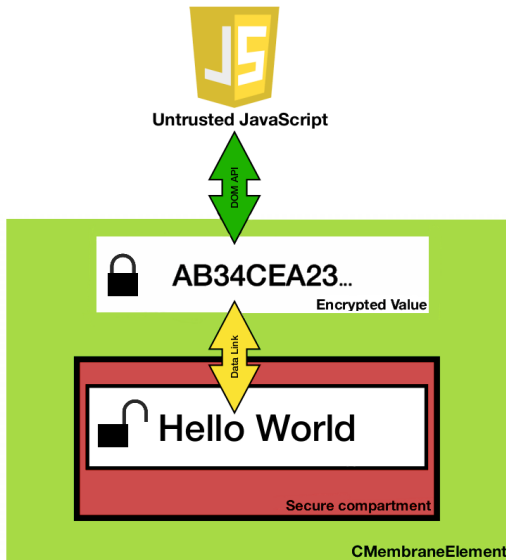 JS
Untrusted JavaScript
DOM API
AB34CEA23...
Encrypted Value
Data Link
Hello World
Secure compartment
CMembraneElement